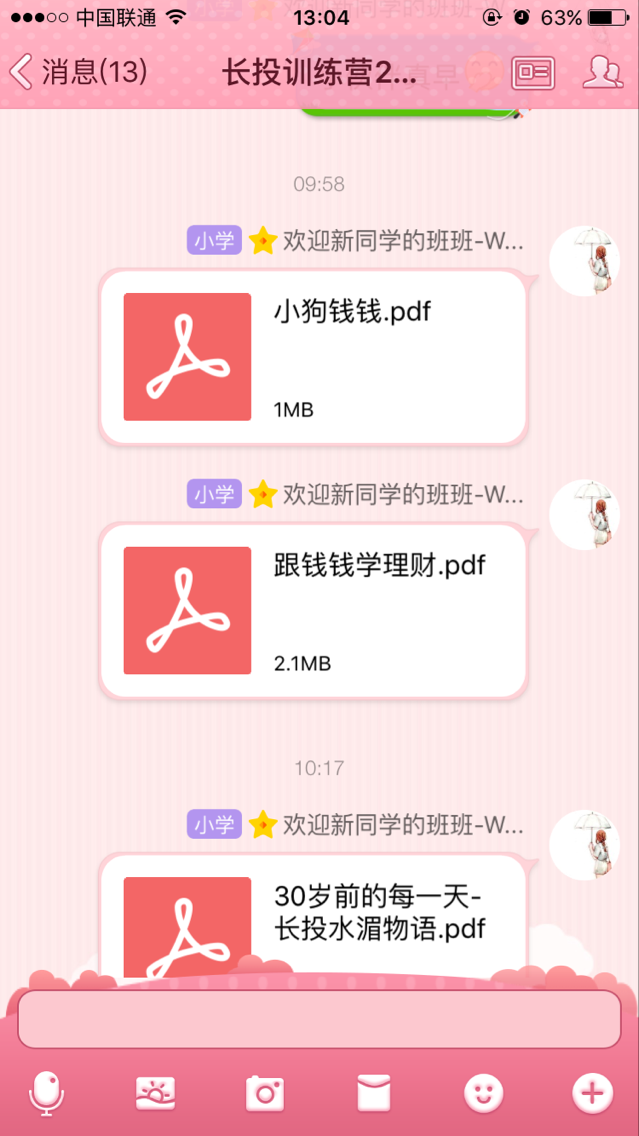 中国联通
13:04
63%
消息(13)
长投训练营2...
09:58
小学
欢迎新同学的班班-W...
小狗钱钱.pdf
1MB
小学
欢迎新同学的班班-W...
跟钱钱学理财.pdf
2.1MB
10:17
小学
欢迎新同学的班班-W...
30岁前的每一天-
长投水湄物语.pdf